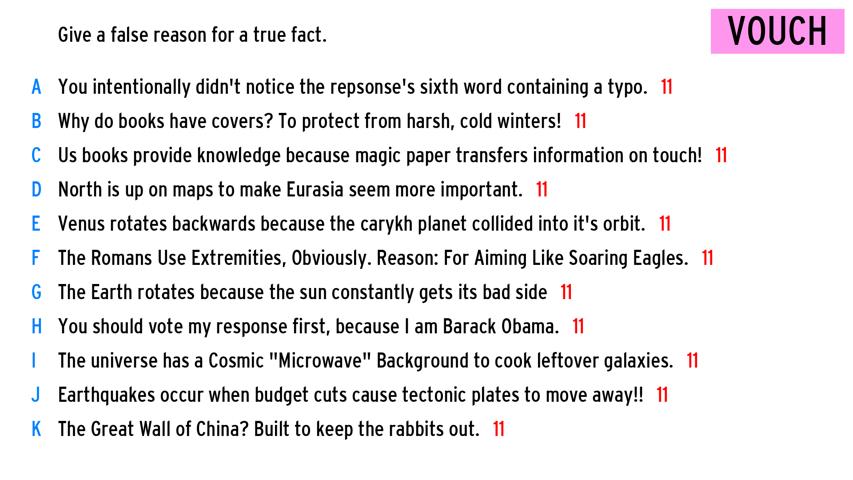 Give a false reason for a true fact.
VOUCH
A You intentionally didn't notice the repsonse's sixth word containing a typo. 11
B Why do books have covers? To protect from harsh, cold winters! 11
C Us books provide knowledge because magic paper transfers information on touch! 11
D North is up on maps to make Eurasia seem more important. 11
E Venus rotates backwards because the carykh planet collided into it's orbit. 11
F The Romans Use Extremities, Obviously. Reason: For Aiming Like Soaring Eagles. 11
G The Earth rotates because the sun constantly gets its bad side 11
H You should vote my response first, because I am Barack Obama. 11
I The universe has a Cosmic "Microwave" Background to cook leftover galaxies. 11
J Earthquakes occur when budget cuts cause tectonic plates to move away!! 11
K The Great Wall of China? Built to keep the rabbits out. 11